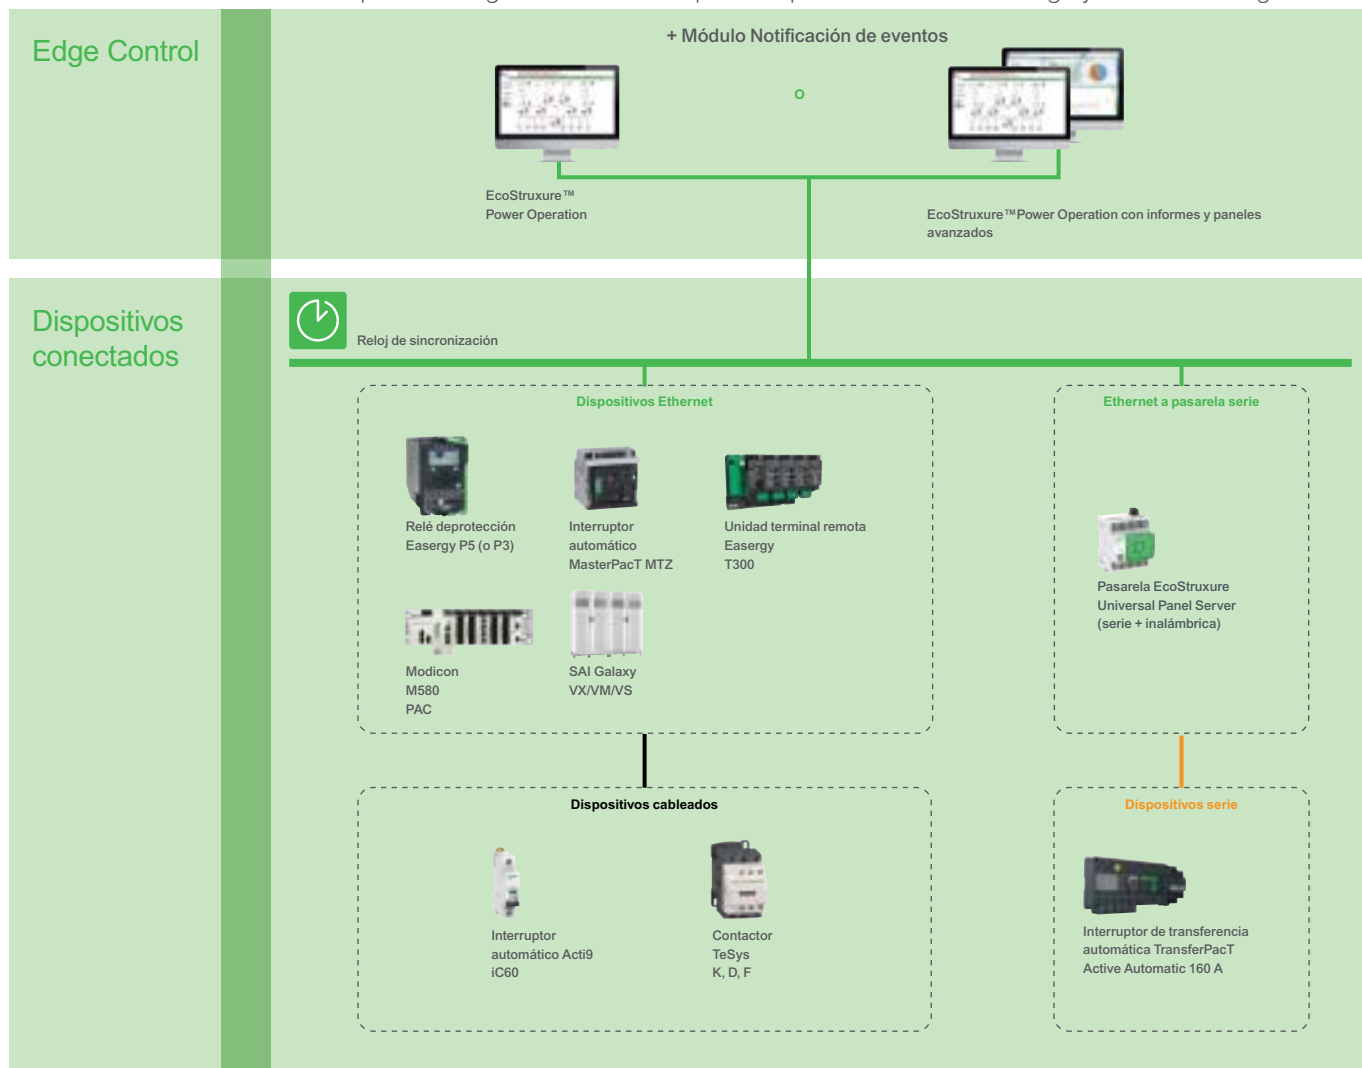 Edge Control
+ Módulo Notificación de eventos
O
EcoStruxure™
Power Operation
EcoStruxure™Power Operation con informes y paneles
avanzados
Dispositivos
conectados
Reloj de sincronización
Dispositivos Ethernet
Relé deprotección
Easergy P5 (o P3)
Interruptor
automático
MasterPacT MTZ
Unidad terminal remota
Easergy
T300
Modicon
M580
PAC
SAI Galaxy
VX/VM/VS
Ethernet a pasarela serie
Pasarela EcoStruxure
Universal Panel Server
(serie + inalámbrica)
Dispositivos cableados
Interruptor
automático Acti9
iC60
Contactor
TeSys
K, D, F
Dispositivos serie
Interruptor de transferencia
automática TransferPacT
Active Automatic 160 A